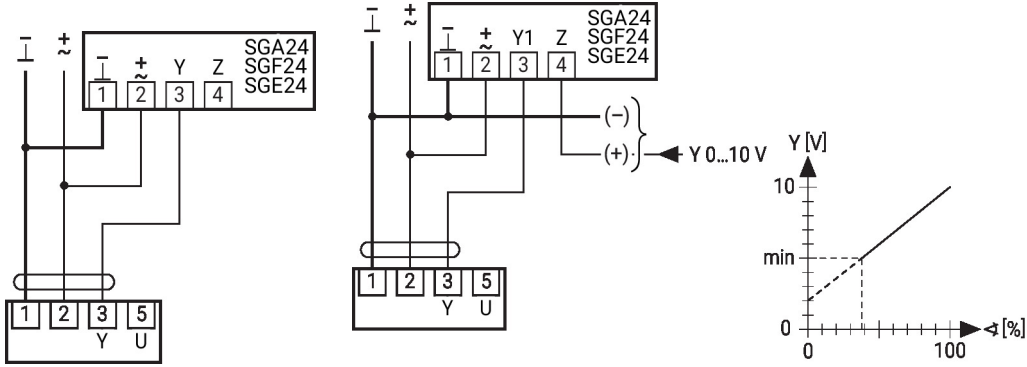 ⊥ ~
+
SGA24
SGF24
SGE24
− + Y Z
⊥ ~
1 2 3 4
1 2 3 5
Y U
− +
⊥ ~
SGA24
SGF24
SGE24
− + Y1 Z
⊥ ~
1 2 3 4
(−)
(+)
Y 0...10 V
1 2 3 5
Y U
Y [V]
10
min
0
0 100
∢ [%]